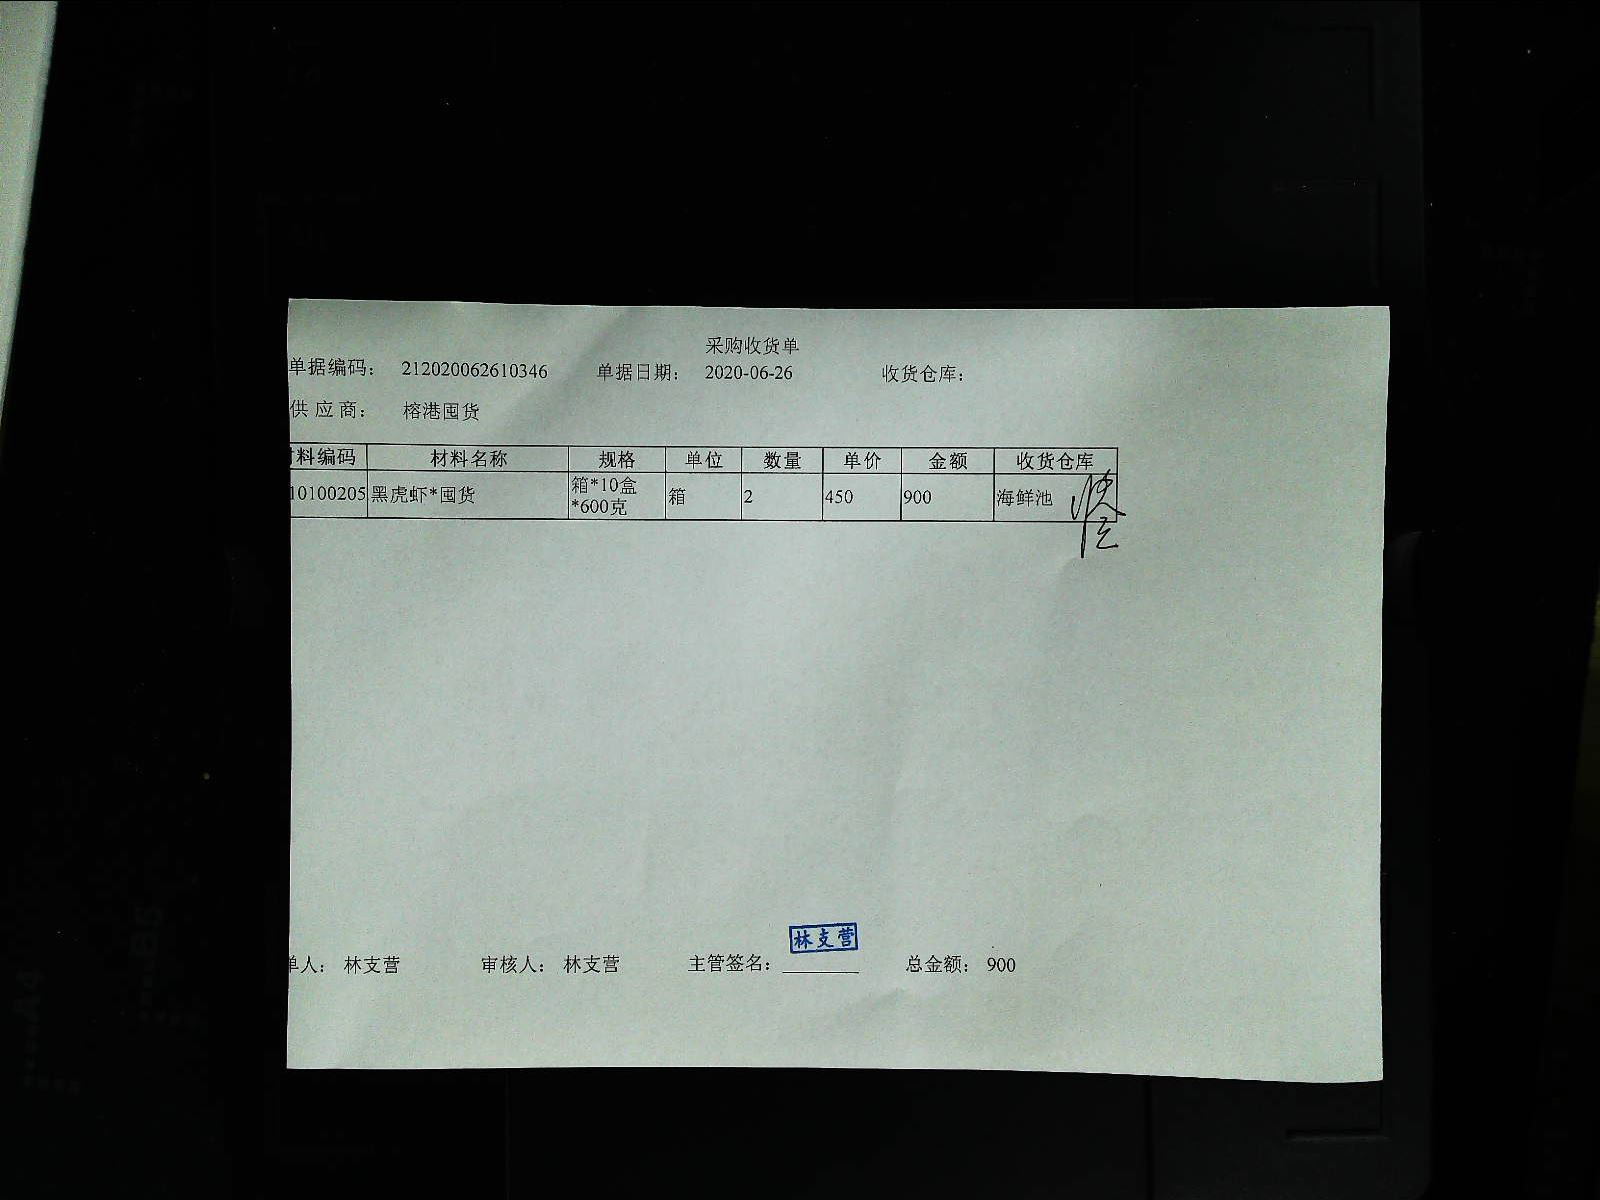 采购收货单
单据编码： 212020062610346 单据日期： 2020-06-26 收货仓库：
供应商： 榕港囤货
料编码 材料名称 规格 单位 数量 单价 金额 收货仓库
10100205 黑虎虾*囤货 箱*10盒*600克 箱 2 450 900 海鲜池
林支营
单人： 林支营 审核人： 林支营 主管签名： 总金额： 900